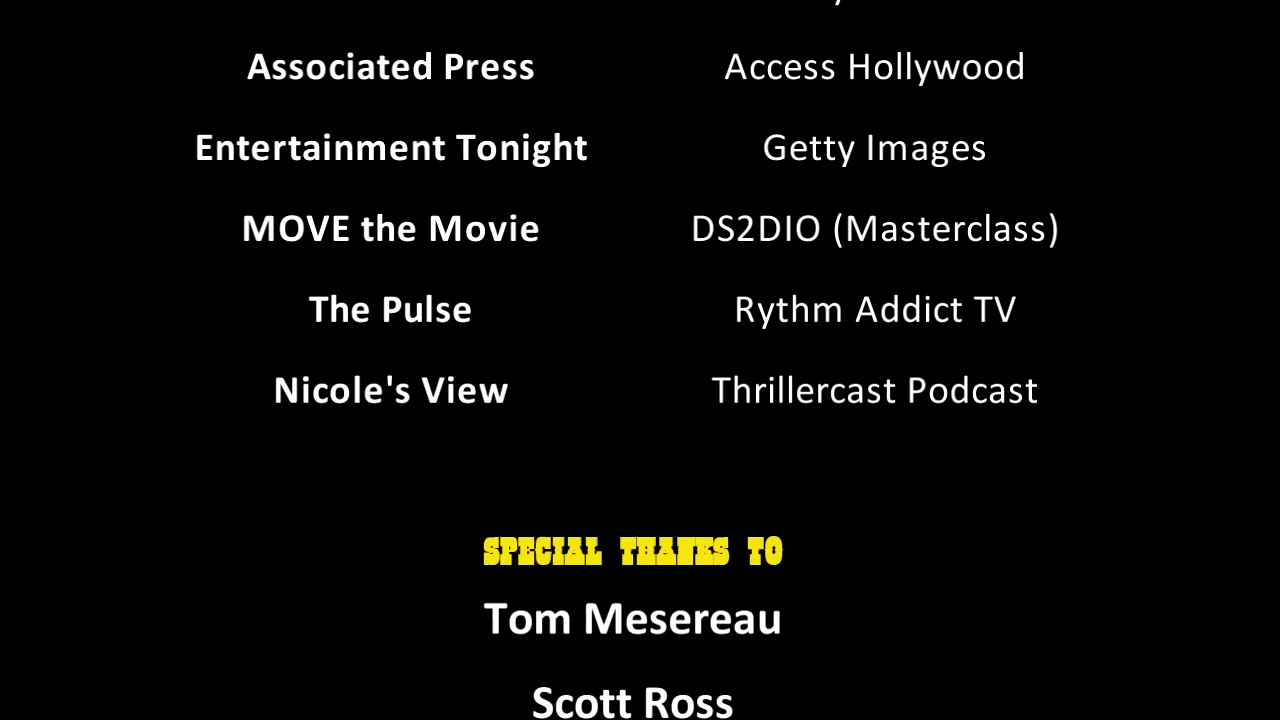 Associated Press Access Hollywood
Entertainment Tonight Getty Images
MOVE the Movie DS2DIO (Masterclass)
The Pulse Rythm Addict TV
Nicole's View Thrillercast Podcast
SPECIAL THANKS TO
Tom Mesereau
Scott Ross